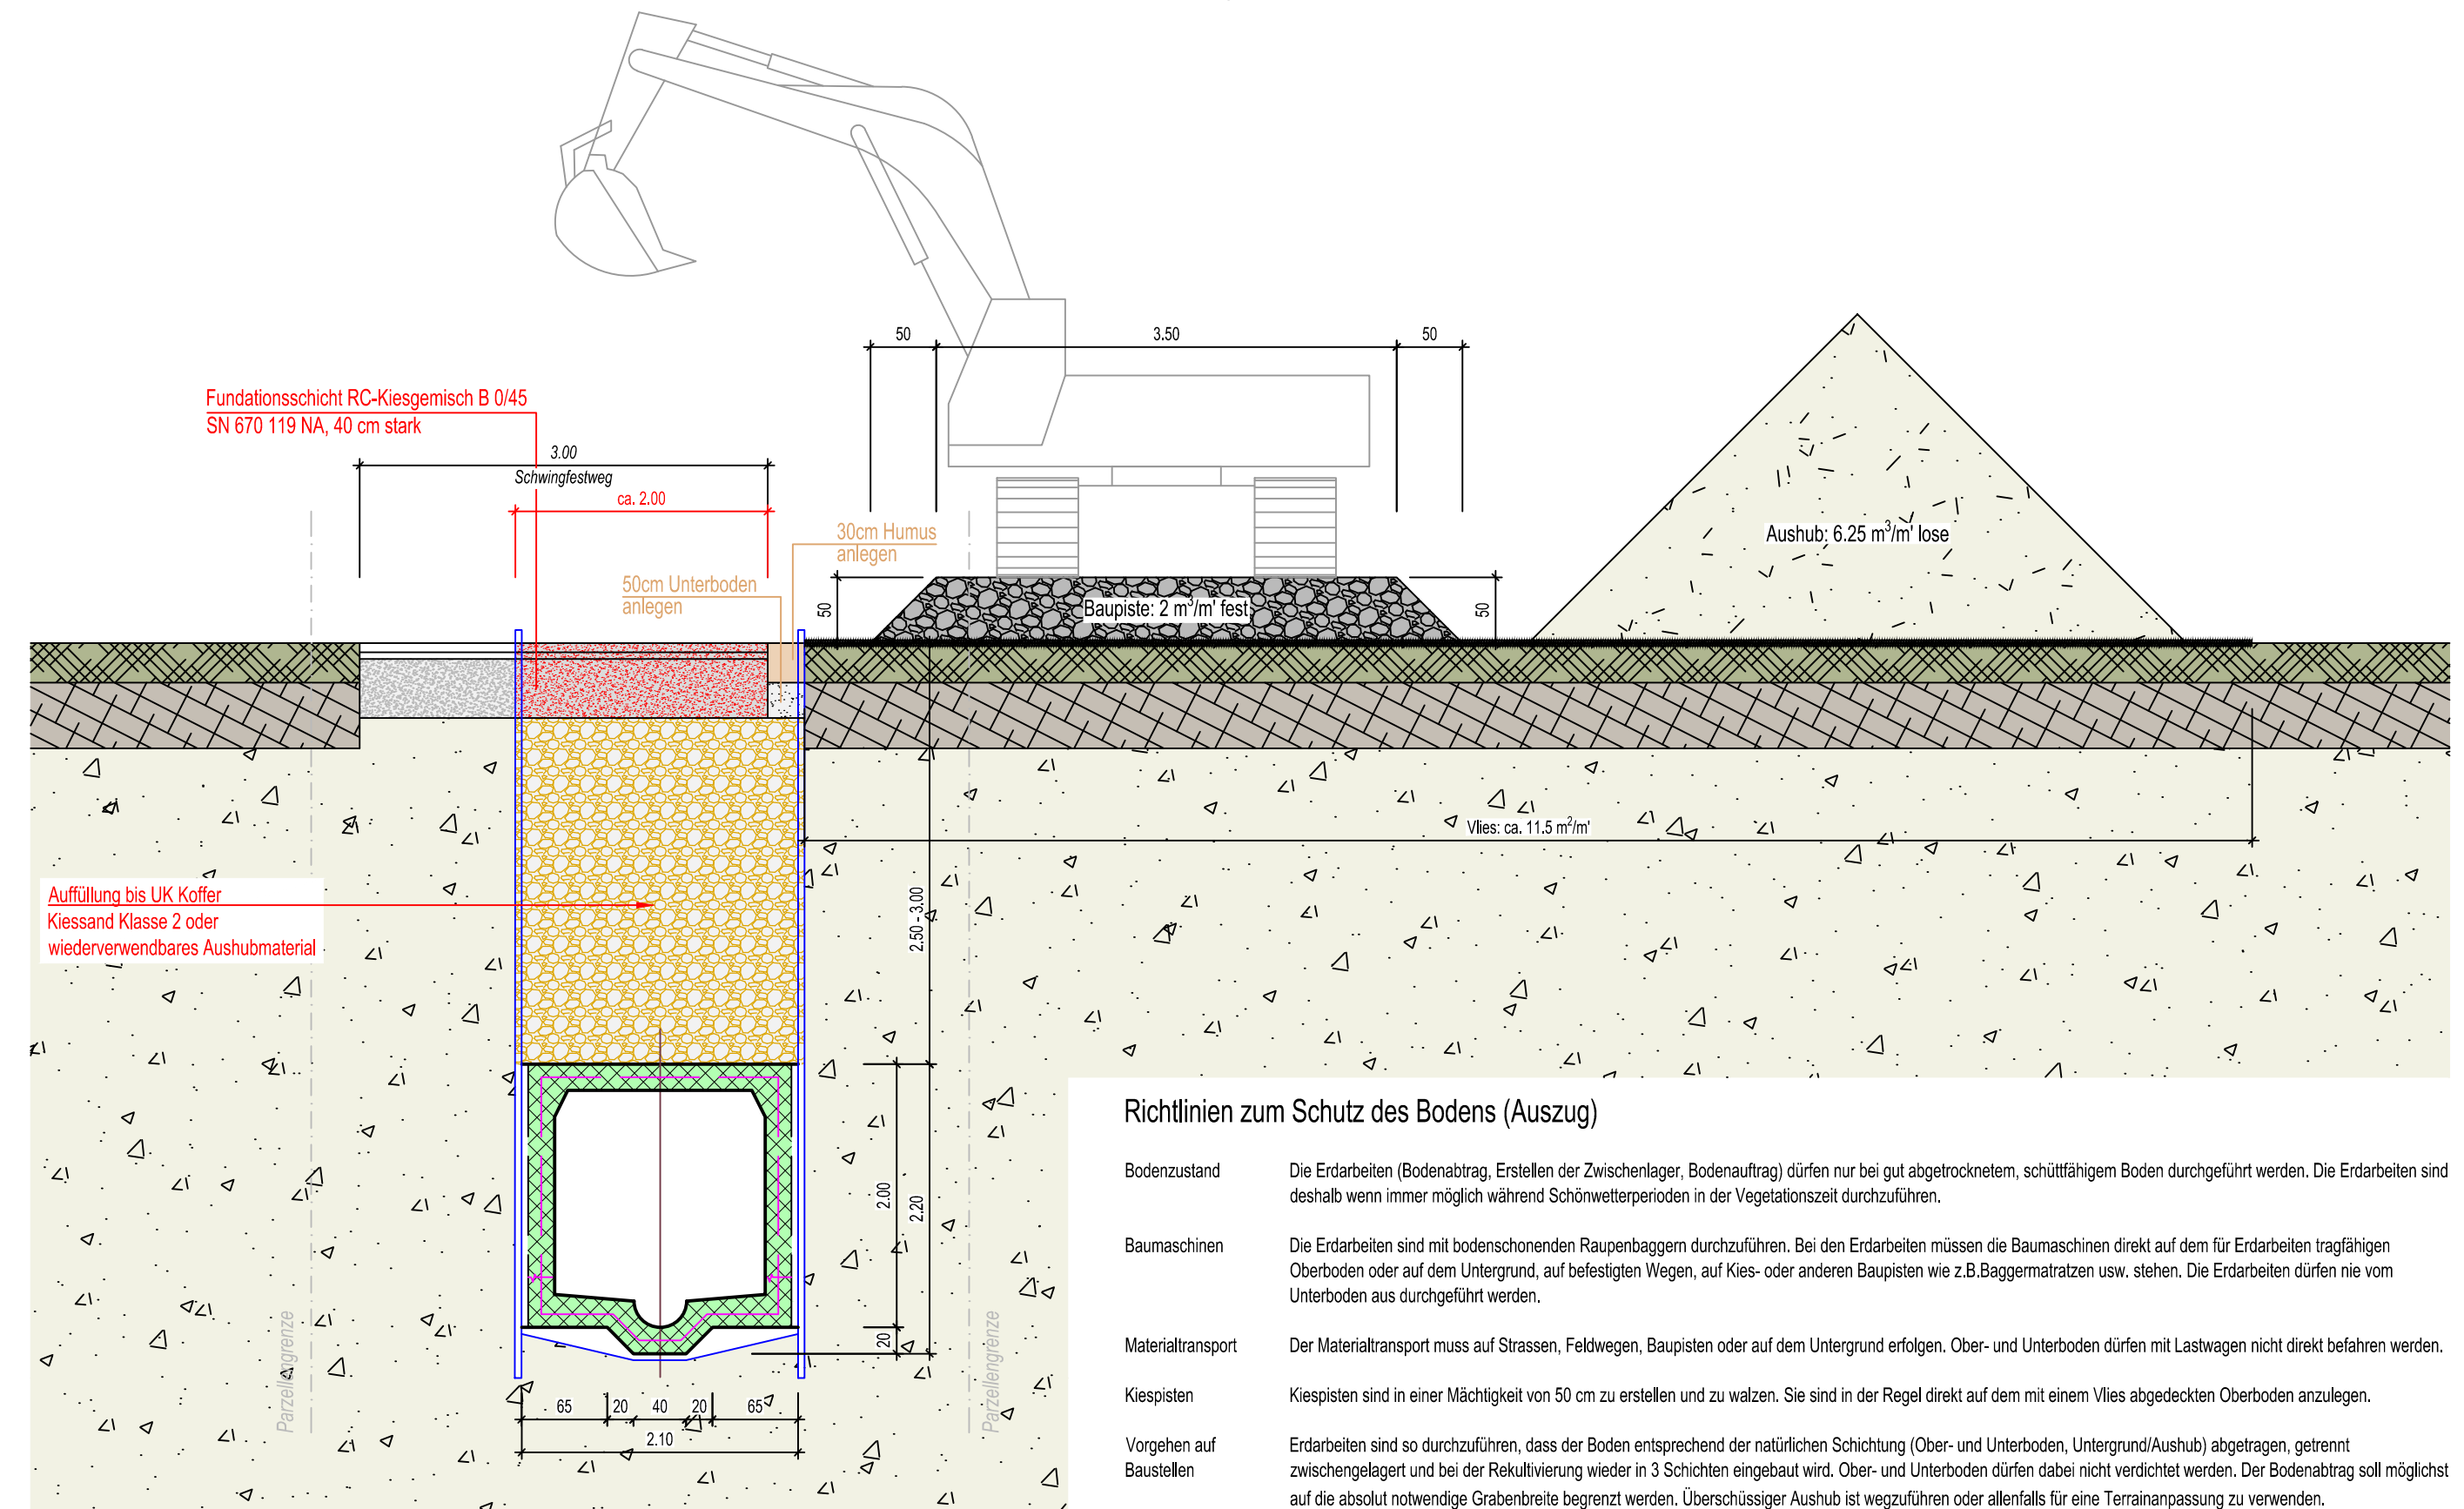 50
3.50
50
Fundationsschicht RC-Kiesgemisch B 0/45
SN 670 119 NA, 40 cm stark
3.00
Schwingfestweg
ca. 2.00
30cm Humus
anlegen
50cm Unterboden
anlegen
Aushub: 6.25 m³/m' lose
50
Baupiste: 2 m³/m' fest
50
Vlies: ca. 11.5 m²/m'
Auffüllung bis UK Koffer
Kiessand Klasse 2 oder
wiederverwendbares Aushubmaterial
2.50 - 3.00
2.00
2.20
20
Parzellengrenze
Parzellengrenze
65
20
40
20
65
2.10
Richtlinien zum Schutz des Bodens (Auszug)
Bodenzustand
Die Erdarbeiten (Bodenabtrag, Erstellen der Zwischenlager, Bodenauftrag) dürfen nur bei gut abgetrocknetem, schüttfähigem Boden durchgeführt werden. Die Erdarbeiten sind
deshalb wenn immer möglich während Schönwetterperioden in der Vegetationszeit durchzuführen.
Baumaschinen
Die Erdarbeiten sind mit bodenschonenden Raupenbaggern durchzuführen. Bei den Erdarbeiten müssen die Baumaschinen direkt auf dem für Erdarbeiten tragfähigen
Oberboden oder auf dem Untergrund, auf befestigten Wegen, auf Kies- oder anderen Baupisten wie z.B.Baggermatratzen usw. stehen. Die Erdarbeiten dürfen nie vom
Unterboden aus durchgeführt werden.
Materialtransport
Der Materialtransport muss auf Strassen, Feldwegen, Baupisten oder auf dem Untergrund erfolgen. Ober- und Unterboden dürfen mit Lastwagen nicht direkt befahren werden.
Kiespisten
Kiespisten sind in einer Mächtigkeit von 50 cm zu erstellen und zu walzen. Sie sind in der Regel direkt auf dem mit einem Vlies abgedeckten Oberboden anzulegen.
Vorgehen auf
Baustellen
Erdarbeiten sind so durchzuführen, dass der Boden entsprechend der natürlichen Schichtung (Ober- und Unterboden, Untergrund/Aushub) abgetragen, getrennt
zwischengelagert und bei der Rekultivierung wieder in 3 Schichten eingebaut wird. Ober- und Unterboden dürfen dabei nicht verdichtet werden. Der Bodenabtrag soll möglichst
auf die absolut notwendige Grabenbreite begrenzt werden. Überschüssiger Aushub ist wegzuführen oder allenfalls für eine Terrainanpassung zu verwenden.